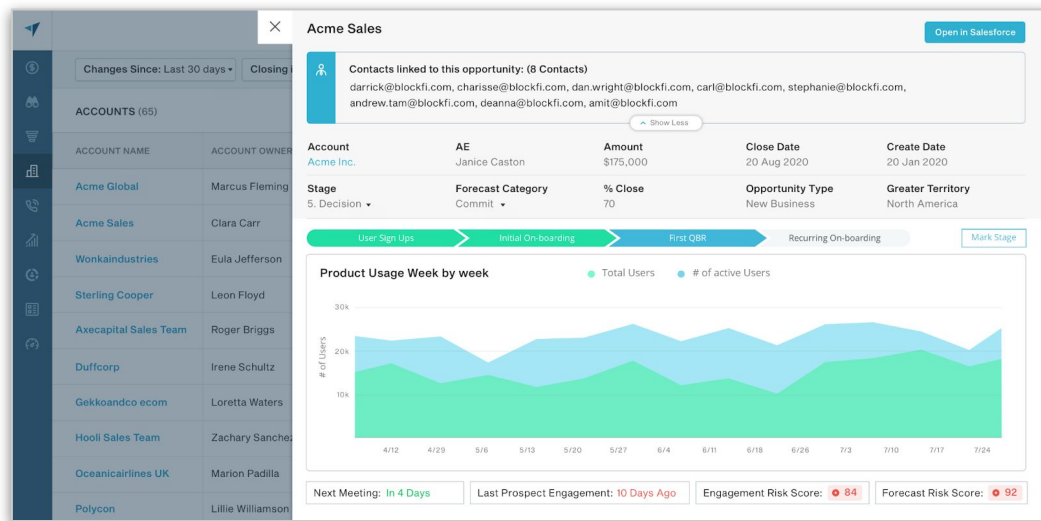 Acme Sales
Open in Salesforce
Contacts linked to this opportunity: (8 Contacts)
darrick@blockfi.com, charisse@blockfi.com, dan.wright@blockfi.com, carl@blockfi.com, stephanie@blockfi.com,
andrew.tam@blockfi.com, deanna@blockfi.com, amit@blockfi.com
Show Less
Changes Since: Last 30 days
Closing i
ACCOUNTS (65)
ACCOUNT NAME ACCOUNT OWNER
Acme Global Marcus Fleming
Acme Sales Clara Carr
Wonkaindustries Eula Jefferson
Sterling Cooper Leon Floyd
Axecapital Sales Team Roger Briggs
Duffcorp Irene Schultz
Gekkoandco ecom Loretta Waters
Hooli Sales Team Zachary Sanchez
Oceanicairlines UK Marion Padilla
Polycon Lillie Williamson
Account AE Amount Close Date Create Date
Acme Inc. Janice Caston $175,000 20 Aug 2020 20 Jan 2020
Stage Forecast Category % Close Opportunity Type Greater Territory
5. Decision Commit 70 New Business North America
User Sign Ups Initial On-boarding First QBR Recurring On-boarding Mark Stage
Product Usage Week by week Total Users # of active Users
30k
20k
10k
# of Users
4/12 4/29 5/6 5/13 5/20 5/27 6/4 6/11 6/18 6/26 7/3 7/10 7/17 7/24
Next Meeting: In 4 Days Last Prospect Engagement: 10 Days Ago Engagement Risk Score: 84 Forecast Risk Score: 92